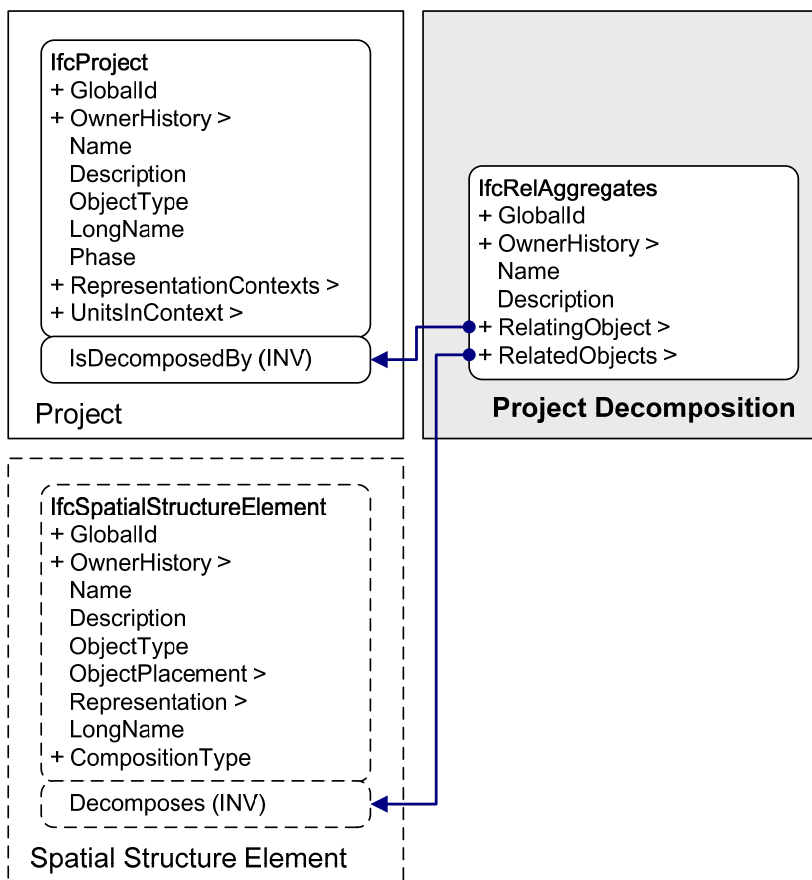 IfcProject
+ GlobalId
+ OwnerHistory >
Name
Description
ObjectType
LongName
Phase
+ RepresentationContexts >
+ UnitsInContext >
IsDecomposedBy (INV)
Project
IfcRelAggregates
+ GlobalId
+ OwnerHistory >
Name
Description
+ RelatingObject >
+ RelatedObjects >
Project Decomposition
IfcSpatialStructureElement
+ GlobalId
+ OwnerHistory >
Name
Description
ObjectType
ObjectPlacement >
Representation >
LongName
+ CompositionType
Decomposes (INV)
Spatial Structure Element